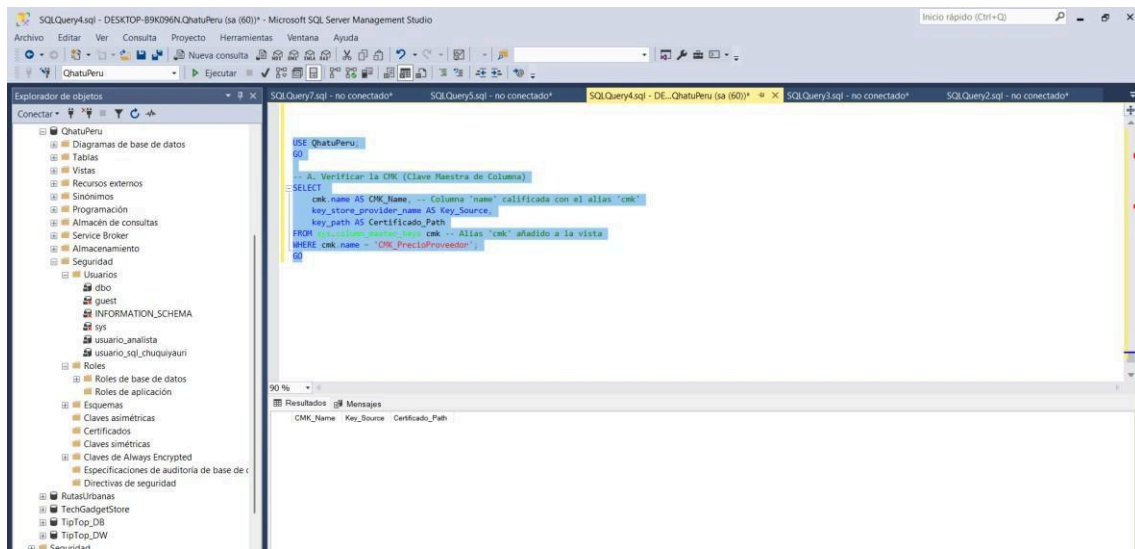 SQLQuery4.sql - DESKTOP-B9K096N.QhatuPeru (sa (60))* - Microsoft SQL Server Management Studio
Inicio rápido (Ctrl+Q)
Archivo Editar Ver Consulta Proyecto Herramientas Ventana Ayuda
Nueva consulta
QhatuPeru
Ejecutar
Explorador de objetos
SQLQuery7.sql - no conectado*
SQLQuery5.sql - no conectado*
SQLQuery4.sql - DE...QhatuPeru (sa (60))*
SQLQuery3.sql - no conectado*
SQLQuery2.sql - no conectado*
Conectar
QhatuPeru
Diagramas de base de datos
Tablas
Vistas
Recursos externos
Sinónimos
Programación
Almacén de consultas
Service Broker
Almacenamiento
Seguridad
Usuarios
dbo
guest
INFORMATION_SCHEMA
sys
usuario_analista
usuario_sql_chuquiyauri
Roles
Roles de base de datos
Roles de aplicación
Esquemas
Claves asimétricas
Certificados
Claves simétricas
Claves de Always Encrypted
Especificaciones de auditoría de base de
Directivas de seguridad
RutasUrbanas
TechGadgetStore
TipTop_DB
TipTop_DW
Seguridad
USE QhatuPeru;
GO
-- A. Verificar la CMK (Clave Maestra de Columna)
SELECT
cmk.name AS CMK_Name, -- Columna 'name' calificada con el alias 'cmk'
key_store_provider_name AS Key_Source,
key_path AS Certificado_Path
FROM sys.column_master_keys cmk -- Alias 'cmk' añadido a la vista
WHERE cmk.name = 'CMK_PrecioProveedor';
GO
90 %
Resultados Mensajes
CMK_Name Key_Source Certificado_Path